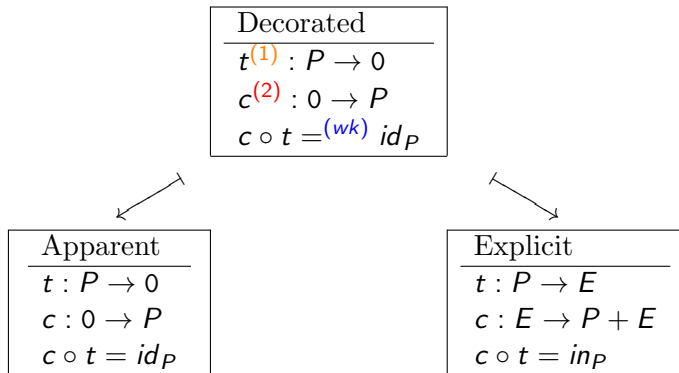 Decorated
t⁽¹⁾ : P → 0
c⁽²⁾ : 0 → P
c ∘ t =⁽ʷᵏ⁾ id_P
Apparent
t : P → 0
c : 0 → P
c ∘ t = id_P
Explicit
t : P → E
c : E → P + E
c ∘ t = in_P